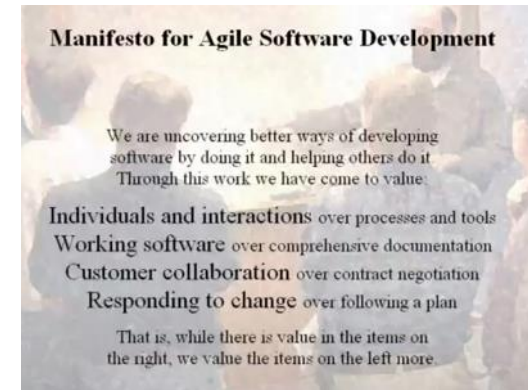 Manifesto for Agile Software Development
We are uncovering better ways of developing
software by doing it and helping others do it.
Through this work we have come to value:
Individuals and interactions over processes and tools
Working software over comprehensive documentation
Customer collaboration over contract negotiation
Responding to change over following a plan
That is, while there is value in the items on
the right, we value the items on the left more.